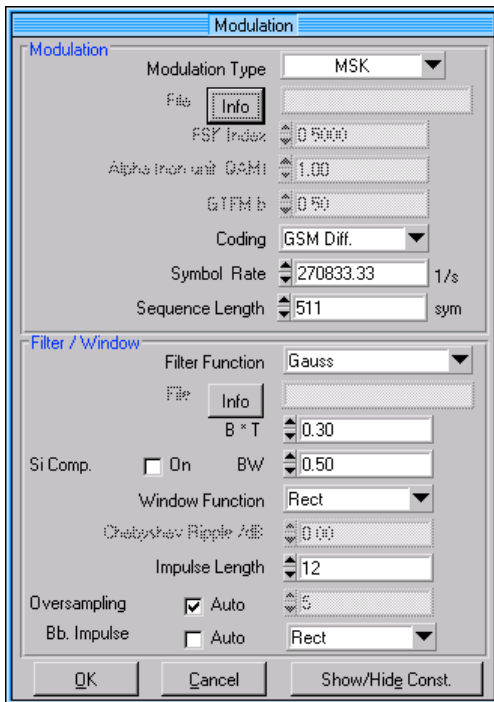 Modulation
Modulation
Modulation Type MSK
File Info
FSK Index 0.5000
Alpha (non unit QAM) 1.00
GTFM b 0.50
Coding GSM Diff.
Symbol Rate 270833.33 1/s
Sequence Length 511 sym
Filter / Window
Filter Function Gauss
File Info
B * T 0.30
Si Comp. On BW 0.50
Window Function Rect
Chebyshev Ripple /dB 0.00
Impulse Length 12
Oversampling Auto 5
Bb. Impulse Auto Rect
OK Cancel Show/Hide Const.